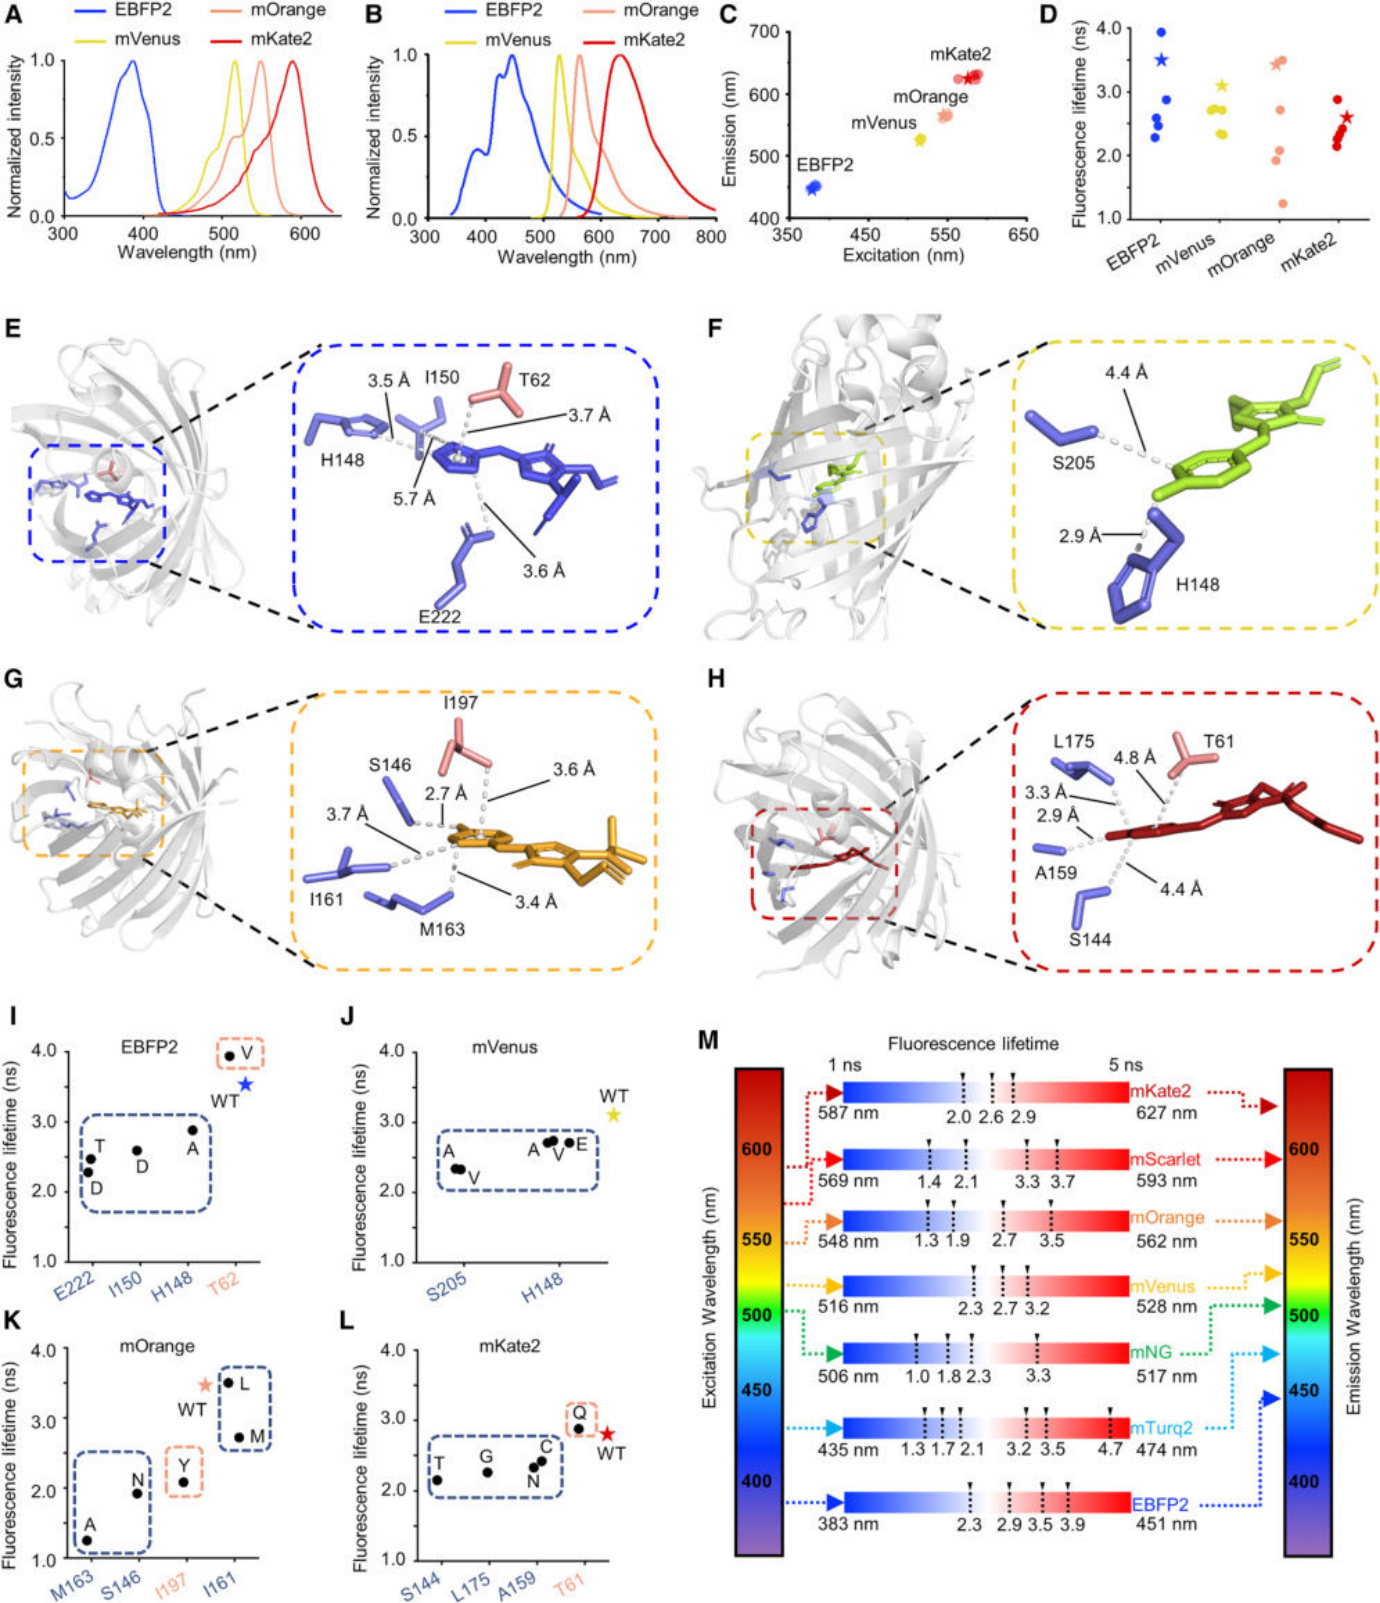 A
EBFP2
mOrange
mVenus
mKate2
Normalized intensity
1.0
0.5
0.0
300
400
500
600
Wavelength (nm)
B
EBFP2
mOrange
mVenus
mKate2
Normalized intensity
1.0
0.5
0.0
300
400
500
600
700
800
Wavelength (nm)
C
Emission (nm)
700
600
500
400
mKate2
mOrange
mVenus
EBFP2
350
450
550
650
Excitation (nm)
D
Fluorescence lifetime (ns)
4.0
3.0
2.0
1.0
EBFP2
mVenus
mOrange
mKate2
E
3.5 Å
I150
T62
3.7 Å
H148
5.7 Å
3.6 Å
E222
F
4.4 Å
S205
2.9 Å
H148
G
I197
S146
3.6 Å
2.7 Å
3.7 Å
I161
3.4 Å
M163
H
L175
T61
4.8 Å
3.3 Å
2.9 Å
A159
4.4 Å
S144
I
EBFP2
Fluorescence lifetime (ns)
4.0
3.0
2.0
1.0
V
WT
T
D
D
A
E222
I150
H148
T62
J
mVenus
Fluorescence lifetime (ns)
4.0
3.0
2.0
1.0
WT
A
V
A
V
E
S205
H148
K
mOrange
Fluorescence lifetime (ns)
4.0
3.0
2.0
1.0
WT
L
M
Y
N
A
M163
S146
I197
I161
L
mKate2
Fluorescence lifetime (ns)
4.0
3.0
2.0
1.0
Q
WT
T
G
C
N
S144
L175
A159
T61
M
Fluorescence lifetime
1 ns
5 ns
Excitation Wavelength (nm)
600
550
500
450
400
mKate2
587 nm
2.0
2.6
2.9
627 nm
mScarlet
569 nm
1.4
2.1
3.3
3.7
593 nm
mOrange
548 nm
1.3
1.9
2.7
3.5
562 nm
mVenus
516 nm
2.3
2.7
3.2
528 nm
mNG
506 nm
1.0
1.8
2.3
3.3
517 nm
mTurq2
435 nm
1.3
1.7
2.1
3.2
3.5
4.7
474 nm
EBFP2
383 nm
2.3
2.9
3.5
3.9
451 nm
600
550
500
450
400
Emission Wavelength (nm)